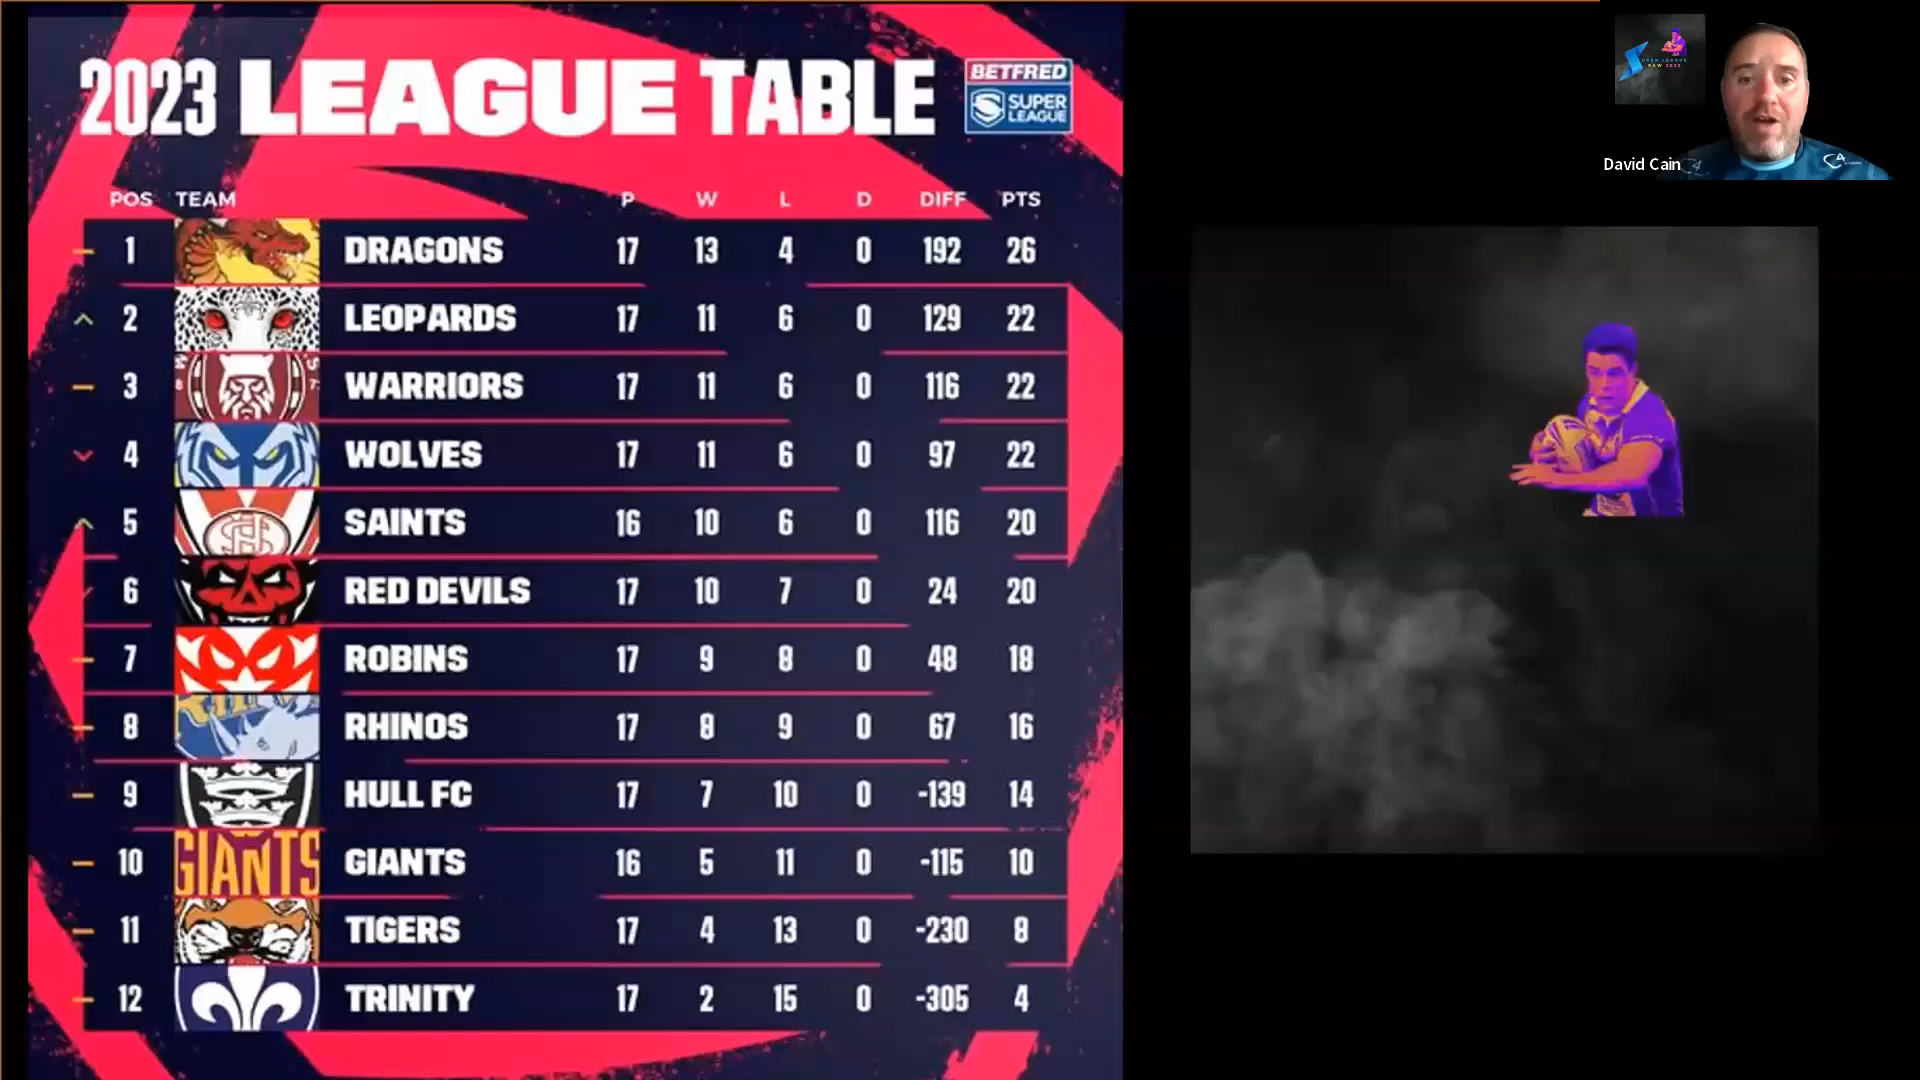 2023 LEAGUE TABLE
BETFRED
SUPER
LEAGUE
POS TEAM P W L D DIFF PTS
1 DRAGONS 17 13 4 0 192 26
2 LEOPARDS 17 11 6 0 129 22
3 WARRIORS 17 11 6 0 116 22
4 WOLVES 17 11 6 0 97 22
5 SAINTS 16 10 6 0 116 20
6 RED DEVILS 17 10 7 0 24 20
7 ROBINS 17 9 8 0 48 18
8 RHINOS 17 8 9 0 67 16
9 HULL FC 17 7 10 0 -139 14
GIANTS
10 GIANTS 16 5 11 0 -115 10
11 TIGERS 17 4 13 0 -230 8
12 TRINITY 17 2 15 0 -305 4
David Cain